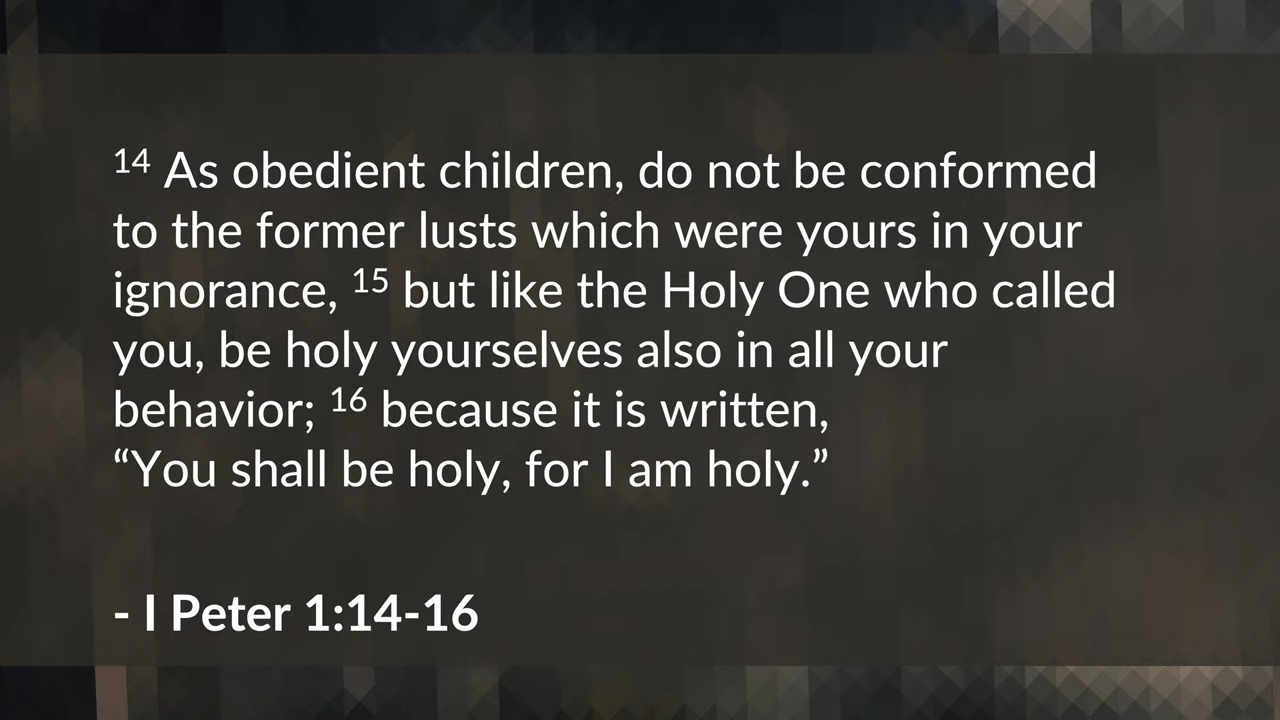 14 As obedient children, do not be conformed
to the former lusts which were yours in your
ignorance, 15 but like the Holy One who called
you, be holy yourselves also in all your
behavior; 16 because it is written,
“You shall be holy, for I am holy.”
- I Peter 1:14-16